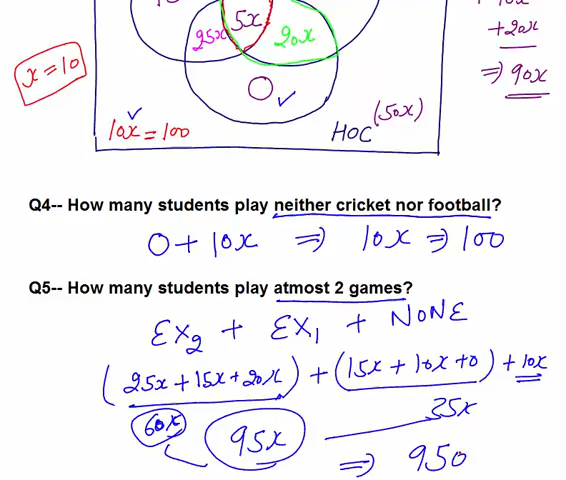 + 10x
25x 5x 20x
+20x
x = 10
⇒ 90x
0
10x = 100
HOC (50x)
Q4-- How many students play neither cricket nor football?
0 + 10x ⇒ 10x ⇒ 100
Q5-- How many students play atmost 2 games?
EX2 + EX1 + NONE
(25x + 15x + 20x) + (15x + 10x + 0) + 10x
60x 95x 25x
⇒ 950